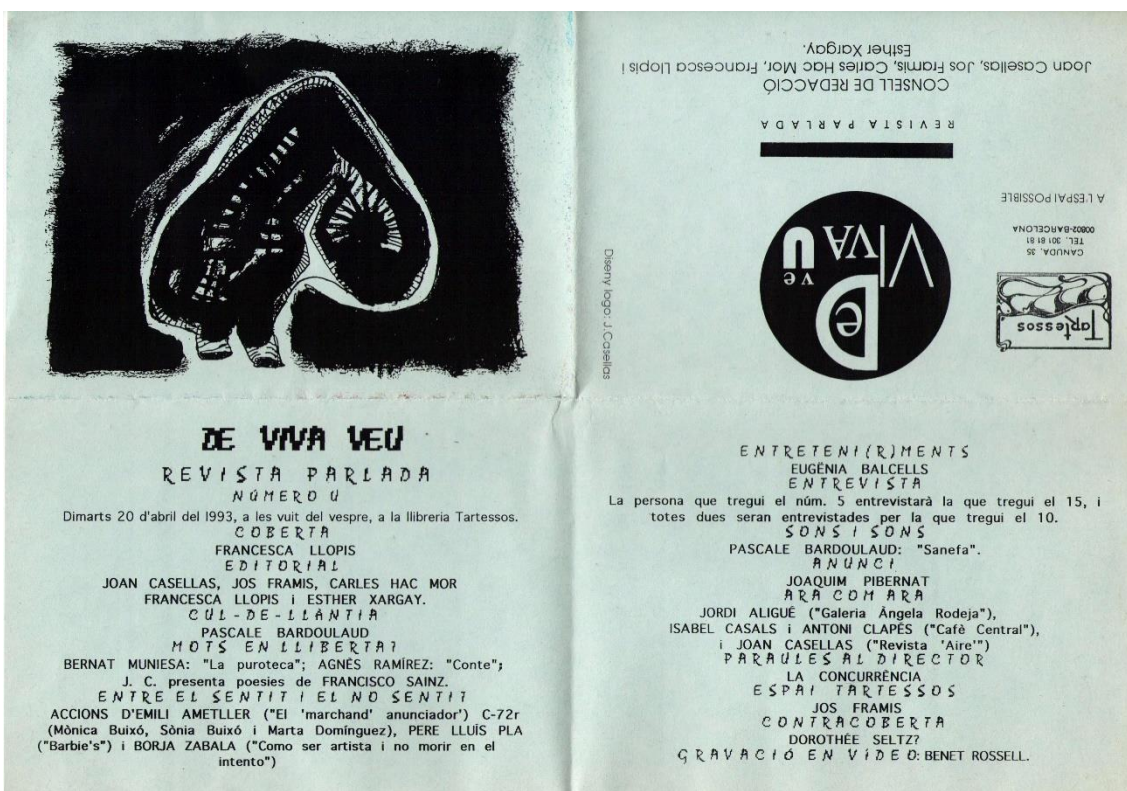 DE VIVA VEU
REVISTA PARLADA
NÚMERO U
Dimarts 20 d'abril del l993, a les vuit del vespre, a la llibreria Tartessos.
COBERTA
FRANCESCA LLOPIS
EDITORIAL
JOAN CASELLAS, JOS FRAMIS, CARLES HAC MOR
FRANCESCA LLOPIS i ESTHER XARGAY.
CUL-DE-LLÀNTIA
PASCALE BARDOULAUD
MOTS EN LLIBERTAT
BERNAT MUNIESA: "La puroteca"; AGNÈS RAMÍREZ: "Conte";
J. C. presenta poesies de FRANCISCO SAINZ.
ENTRE EL SENTIT I EL NO SENTIT
ACCIONS D'EMILI AMETLLER ("El 'marchand' anunciador') C-72r
(Mònica Buixó, Sònia Buixó i Marta Domínguez), PERE LLUÍS PLA
("Barbie's") i BORJA ZABALA ("Como ser artista i no morir en el
intento")
CONSELL DE REDACCIÓ
Joan Casellas, Jos Framis, Carles Hac Mor, Francesca Llopis i
Esther Xargay.
REVISTA PARLADA
De
VIVA
ve
U
Disseny logo: J.Casellas
Tartessos
CANUDA, 35
TEL. 301 81 81
00802-BARCELONA
A L'ESPAI POSSIBLE
ENTRETENI(R)MENTS
EUGÈNIA BALCELLS
ENTREVISTA
La persona que tregui el núm. 5 entrevistarà la que tregui el 15, i
totes dues seran entrevistades per la que tregui el 10.
SONS I SONS
PASCALE BARDOULAUD: "Sanefa".
ANUNCI
JOAQUIM PIBERNAT
ARA COM ARA
JORDI ALIGUÉ ("Galeria Àngela Rodeja"),
ISABEL CASALS i ANTONI CLAPÉS ("Cafè Central"),
i JOAN CASELLAS ("Revista 'Aire'")
PARAULES AL DIRECTOR
LA CONCURRÈNCIA
ESPAI TARTESSOS
JOS FRAMIS
CONTRACOBERTA
DOROTHÉE SELTZ?
GRAVACIÓ EN VÍDEO: BENET ROSSELL.